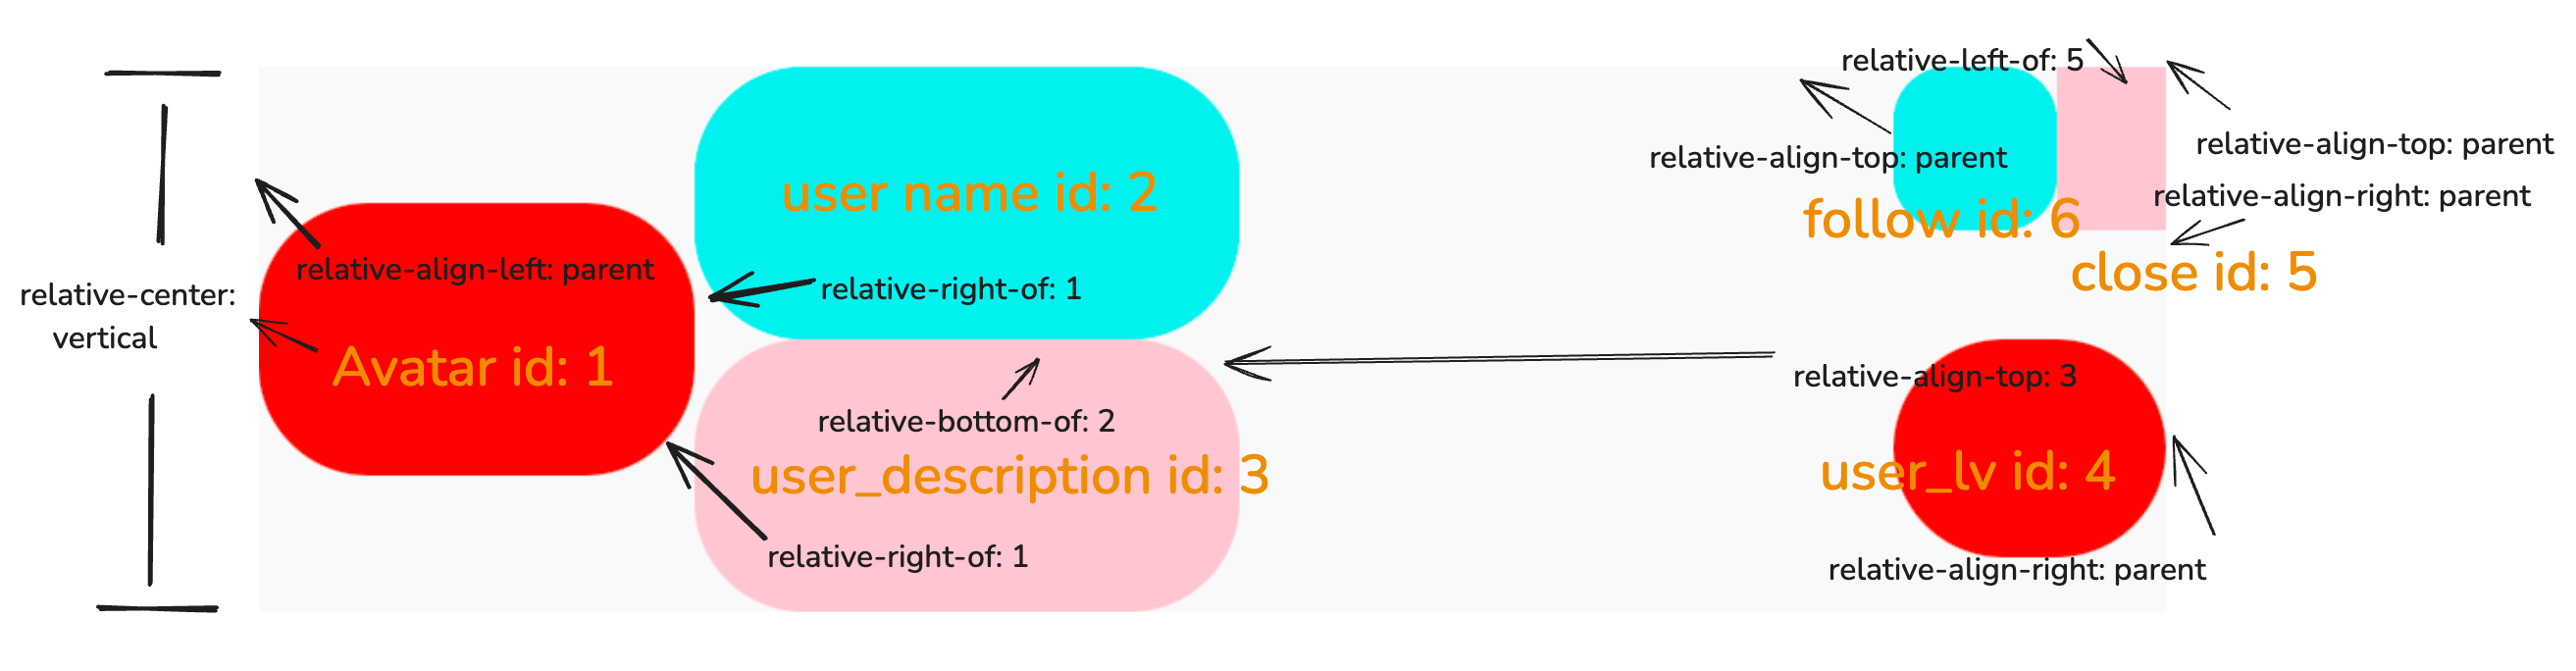 relative-center:
vertical
relative-align-left: parent
Avatar id: 1
user name id: 2
relative-right-of: 1
relative-bottom-of: 2
user_description id: 3
relative-right-of: 1
relative-left-of: 5
relative-align-top: parent
follow id: 6
relative-align-top: parent
relative-align-right: parent
close id: 5
relative-align-top: 3
user_lv id: 4
relative-align-right: parent